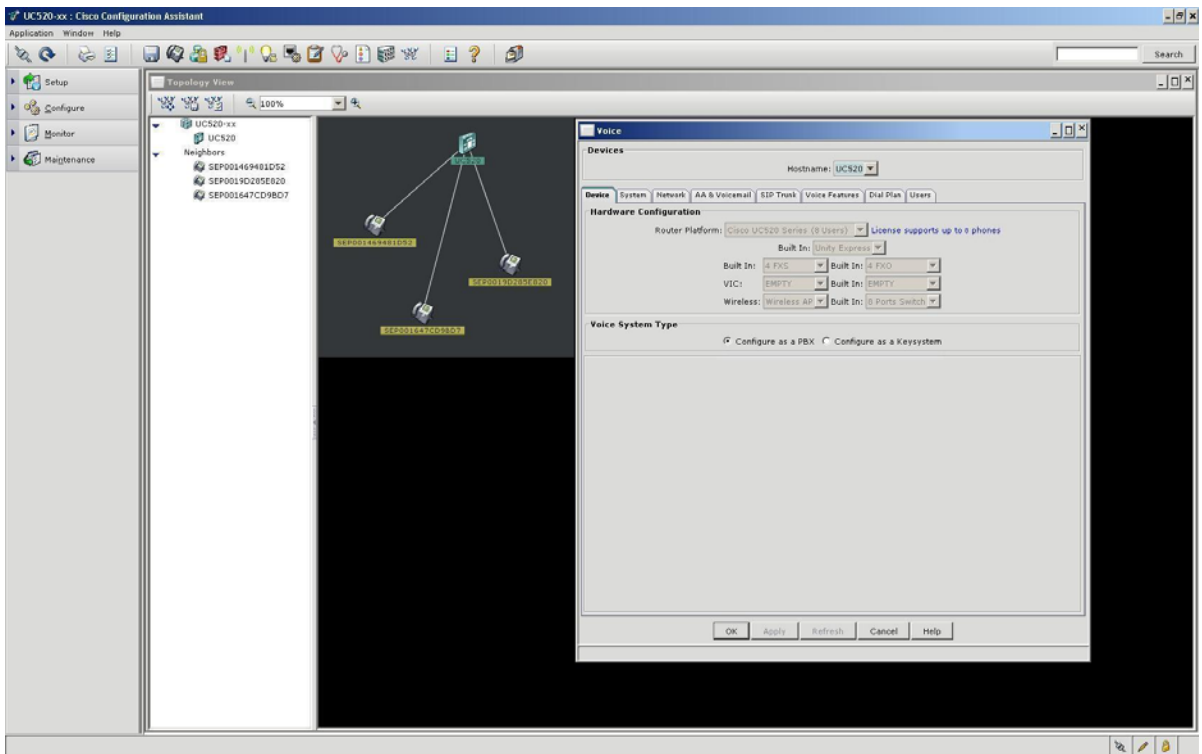 UC520-xx : Cisco Configuration Assistant
Application Window Help
Search
Setup
Configure
Monitor
Maintenance
Topology View
100%
UC520-xx
UC520
Neighbors
SEP001469481D52
SEP0019D285E820
SEP001647CD9BD7
UC520
SEP001469481D52
SEP0019D285E820
SEP001647CD9BD7
Voice
Devices
Hostname: UC520
Device System Network AA & Voicemail SIP Trunk Voice Features Dial Plan Users
Hardware Configuration
Router Platform: Cisco UC520 Series (8 Users) License supports up to 8 phones
Built In: Unity Express
Built In: 4 FXS Built In: 4 FXO
VIC: EMPTY Built In: EMPTY
Wireless: Wireless AP Built In: 8 Ports Switch
Voice System Type
Configure as a PBX Configure as a Keysystem
OK Apply Refresh Cancel Help